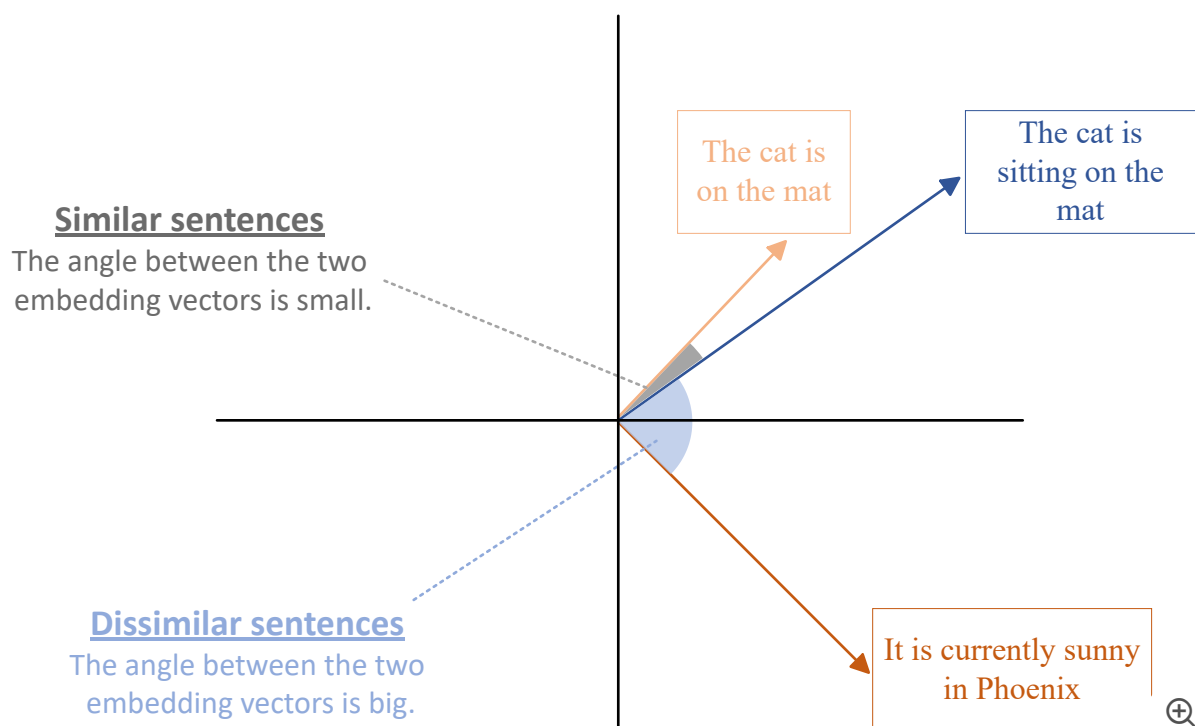 The cat is
on the mat
The cat is
sitting on the
mat
Similar sentences
The angle between the two
embedding vectors is small.
Dissimilar sentences
The angle between the two
embedding vectors is big.
It is currently sunny
in Phoenix